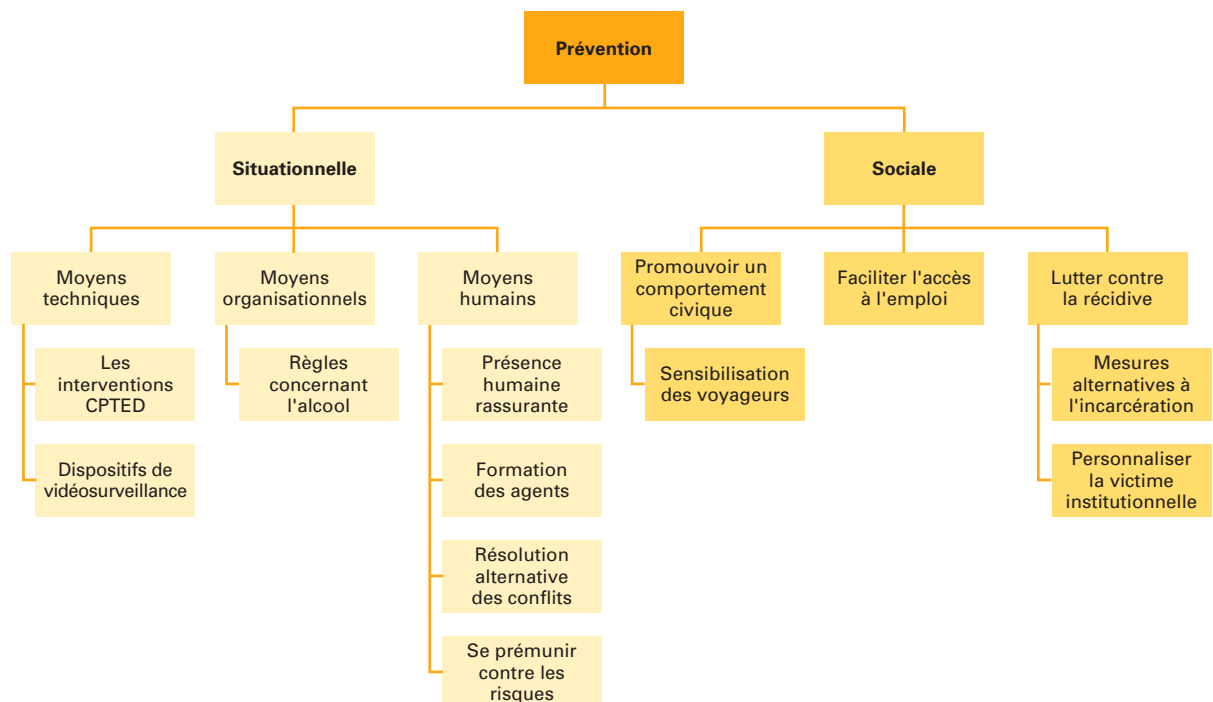 Prévention
Situationnelle
Sociale
Moyens
techniques
Moyens
organisationnels
Moyens
humains
Promouvoir un
comportement
civique
Faciliter l'accès
à l'emploi
Lutter contre
la récidive
Les
interventions
CPTED
Règles
concernant
l'alcool
Présence
humaine
rassurante
Sensibilisation
des voyageurs
Mesures
alternatives à
l'incarcération
Dispositifs de
vidéosurveillance
Formation
des agents
Personnaliser
la victime
institutionnelle
Résolution
alternative
des conflits
Se prémunir
contre les
risques